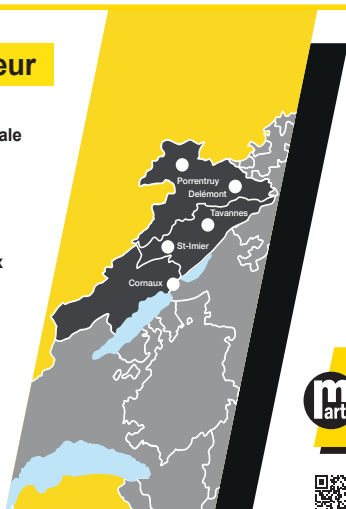 eur
ale
x
Porrentruy
Delémont
Tavannes
St-Imier
Cornaux
m
art